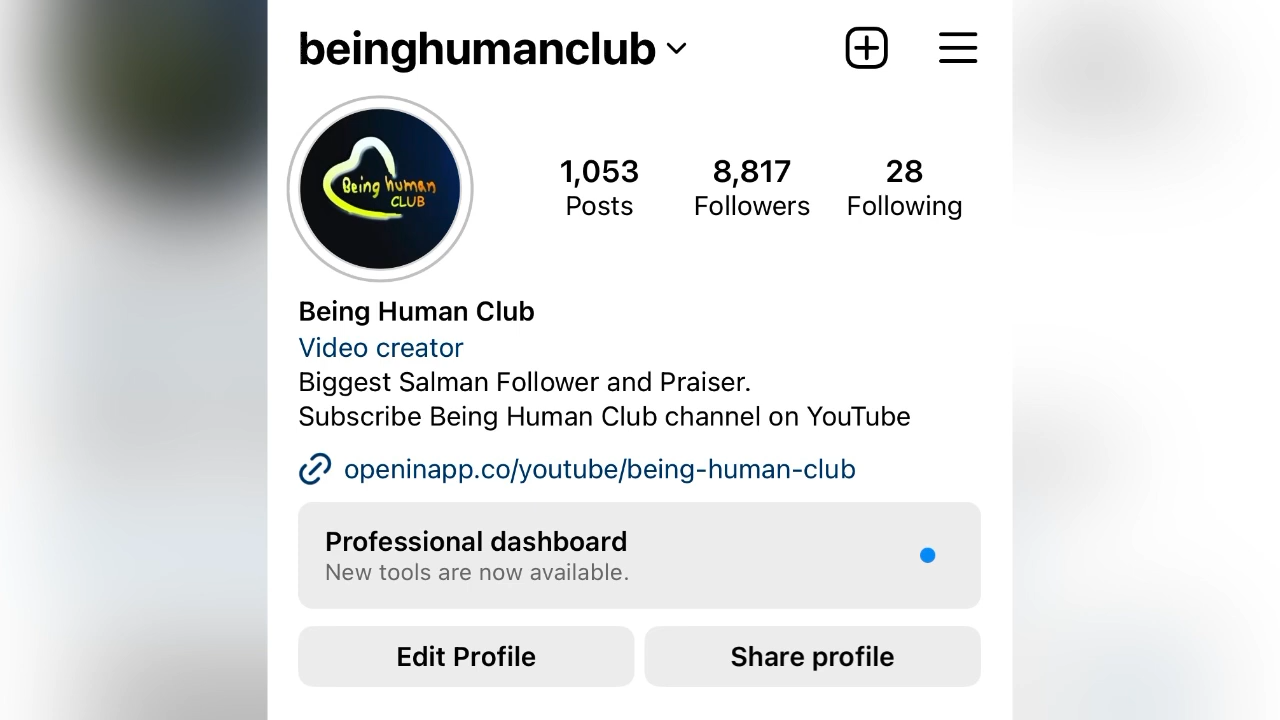 beinghumanclub
Being human
CLUB
1,053 8,817 28
Posts Followers Following
Being Human Club
Video creator
Biggest Salman Follower and Praiser.
Subscribe Being Human Club channel on YouTube
openinapp.co/youtube/being-human-club
Professional dashboard
New tools are now available.
Edit Profile Share profile